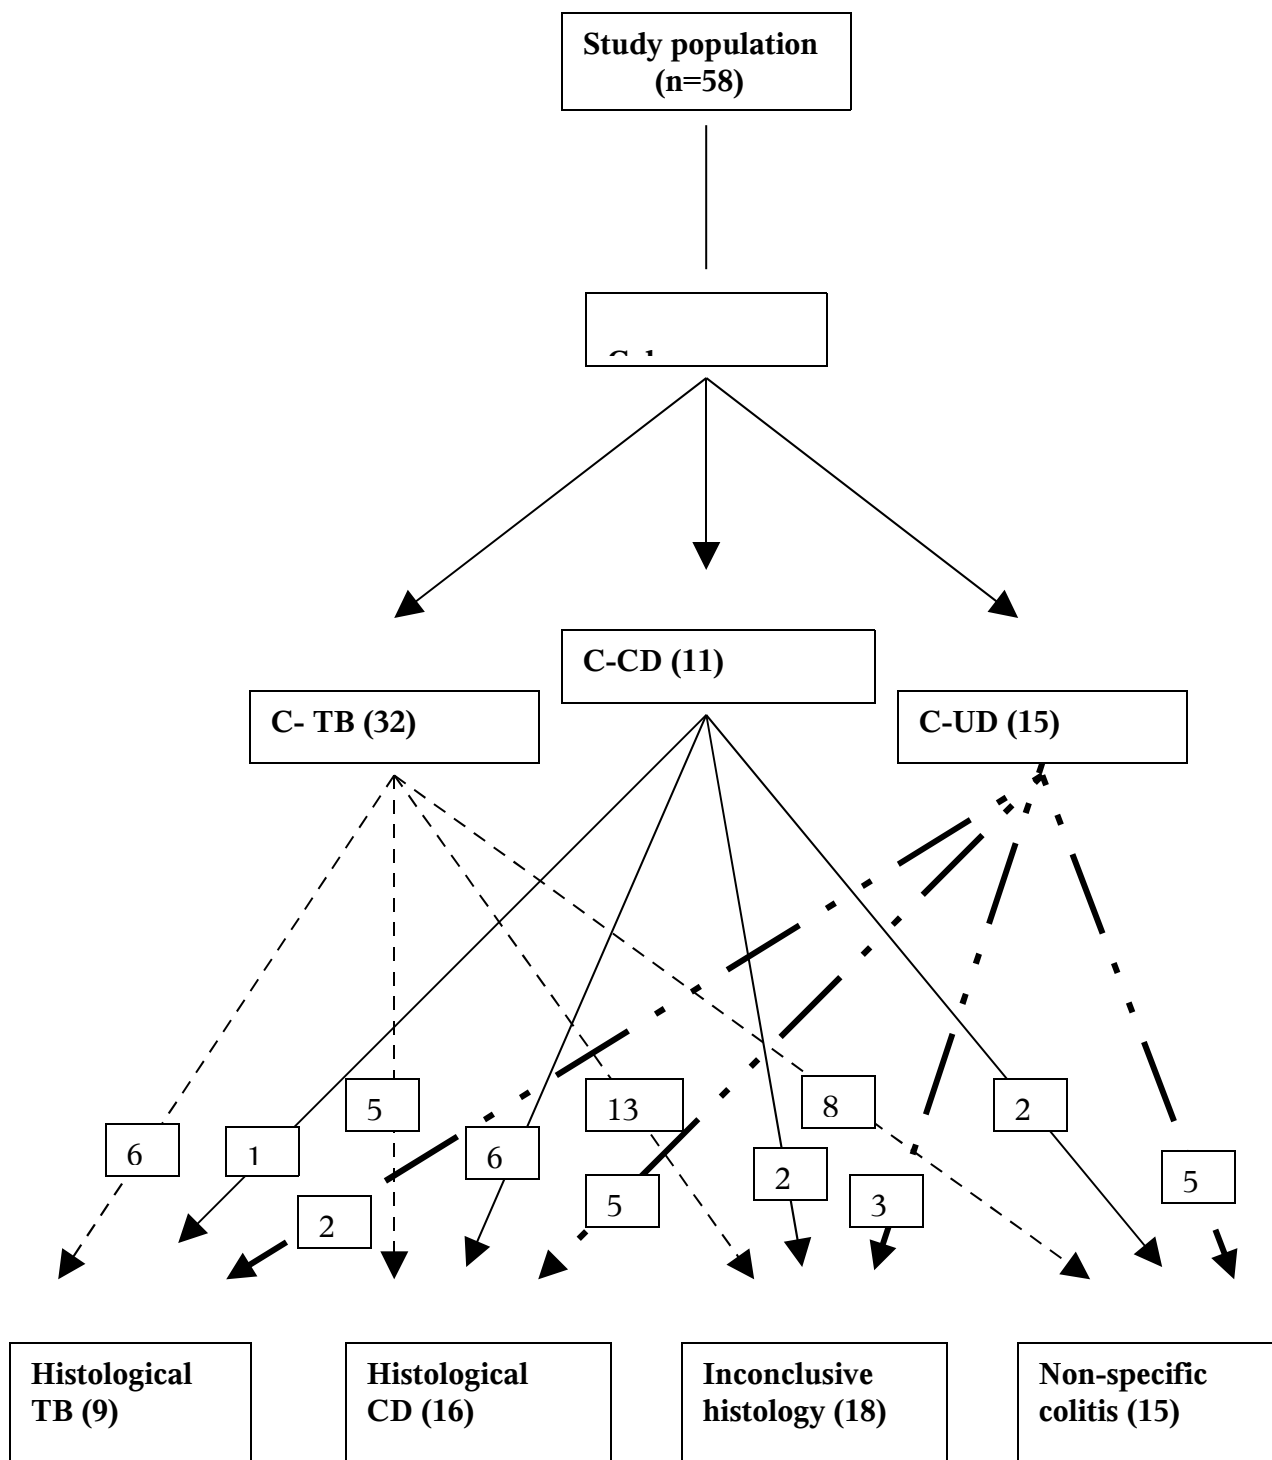 Study population
(n=58)
C-CD (11)
C- TB (32)
C-UD (15)
5
13
8
2
6
1
6
2
5
5
2
3
Histological
TB (9)
Histological
CD (16)
Inconclusive
histology (18)
Non-specific
colitis (15)